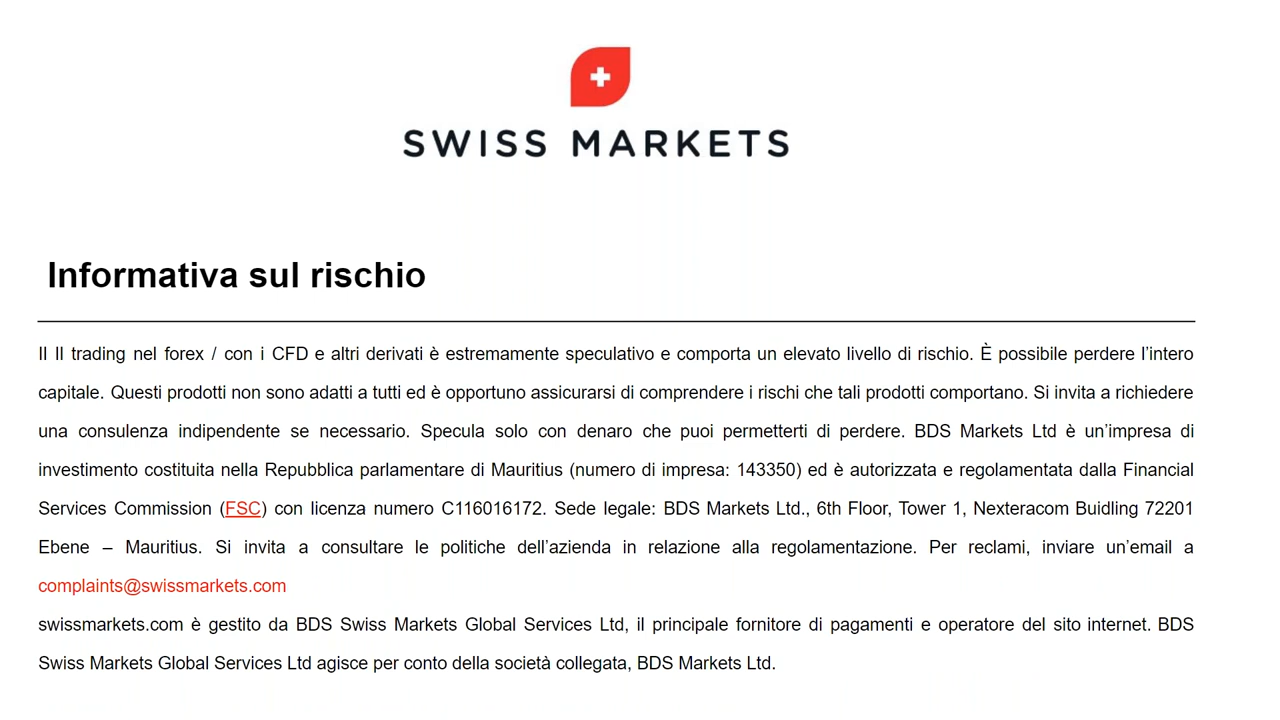 SWISS MARKETS
Informativa sul rischio
Il Il trading nel forex / con i CFD e altri derivati è estremamente speculativo e comporta un elevato livello di rischio. È possibile perdere l’intero
capitale. Questi prodotti non sono adatti a tutti ed è opportuno assicurarsi di comprendere i rischi che tali prodotti comportano. Si invita a richiedere
una consulenza indipendente se necessario. Specula solo con denaro che puoi permetterti di perdere. BDS Markets Ltd è un’impresa di
investimento costituita nella Repubblica parlamentare di Mauritius (numero di impresa: 143350) ed è autorizzata e regolamentata dalla Financial
Services Commission (FSC) con licenza numero C116016172. Sede legale: BDS Markets Ltd., 6th Floor, Tower 1, Nexteracom Buidling 72201
Ebene – Mauritius. Si invita a consultare le politiche dell’azienda in relazione alla regolamentazione. Per reclami, inviare un’email a
complaints@swissmarkets.com
swissmarkets.com è gestito da BDS Swiss Markets Global Services Ltd, il principale fornitore di pagamenti e operatore del sito internet. BDS
Swiss Markets Global Services Ltd agisce per conto della società collegata, BDS Markets Ltd.